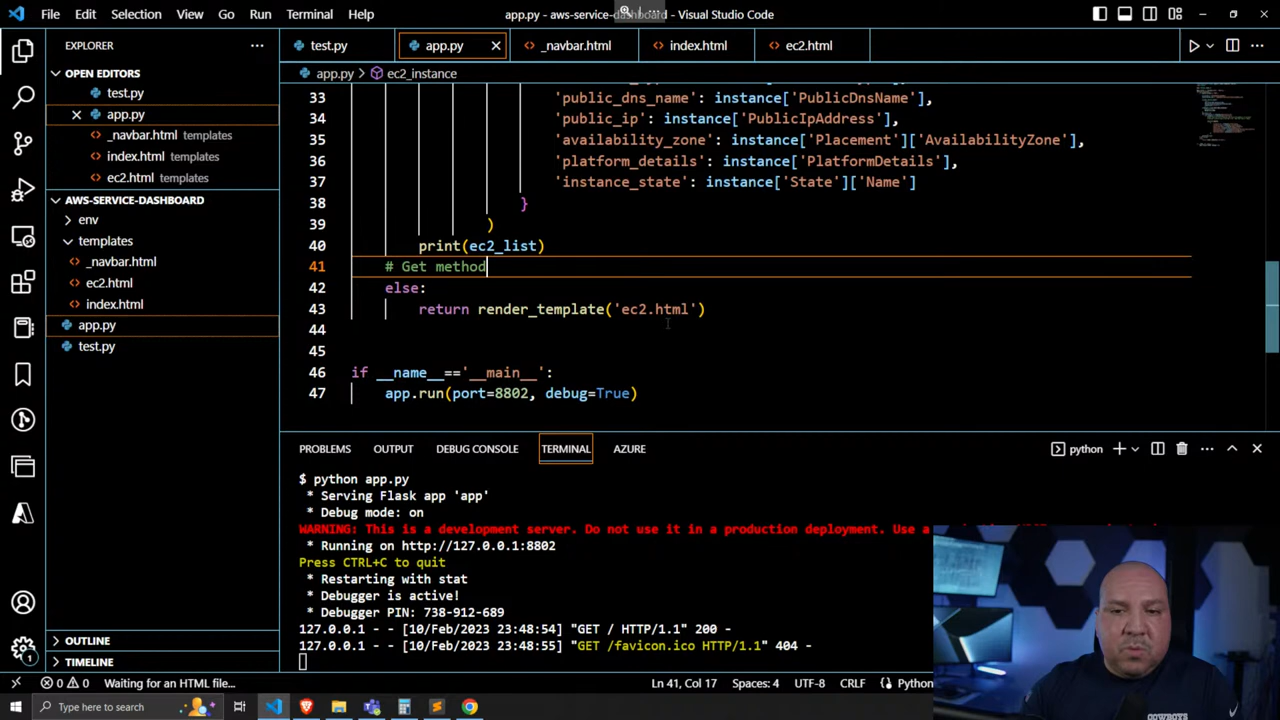 File Edit Selection View Go Run Terminal Help
app.py - aws-service-dashboard - Visual Studio Code
EXPLORER
OPEN EDITORS
test.py
app.py
_navbar.html templates
index.html templates
ec2.html templates
AWS-SERVICE-DASHBOARD
env
templates
_navbar.html
ec2.html
index.html
app.py
test.py
OUTLINE
TIMELINE
test.py app.py _navbar.html index.html ec2.html
app.py > ec2_instance
33 'public_dns_name': instance['PublicDnsName'],
34 'public_ip': instance['PublicIpAddress'],
35 'availability_zone': instance['Placement']['AvailabilityZone'],
36 'platform_details': instance['PlatformDetails'],
37 'instance_state': instance['State']['Name']
38 }
39 )
40 print(ec2_list)
41 # Get method
42 else:
43 return render_template('ec2.html')
44
45
46 if __name__=='__main__':
47 app.run(port=8802, debug=True)
PROBLEMS OUTPUT DEBUG CONSOLE TERMINAL AZURE
python
$ python app.py
* Serving Flask app 'app'
* Debug mode: on
WARNING: This is a development server. Do not use it in a production deployment. Use a
* Running on http://127.0.0.1:8802
Press CTRL+C to quit
* Restarting with stat
* Debugger is active!
* Debugger PIN: 738-912-689
127.0.0.1 - - [10/Feb/2023 23:48:54] "GET / HTTP/1.1" 200 -
127.0.0.1 - - [10/Feb/2023 23:48:55] "GET /favicon.ico HTTP/1.1" 404 -
1
0 0 Waiting for an HTML file...
Ln 41, Col 17 Spaces: 4 UTF-8 CRLF Python
Type here to search